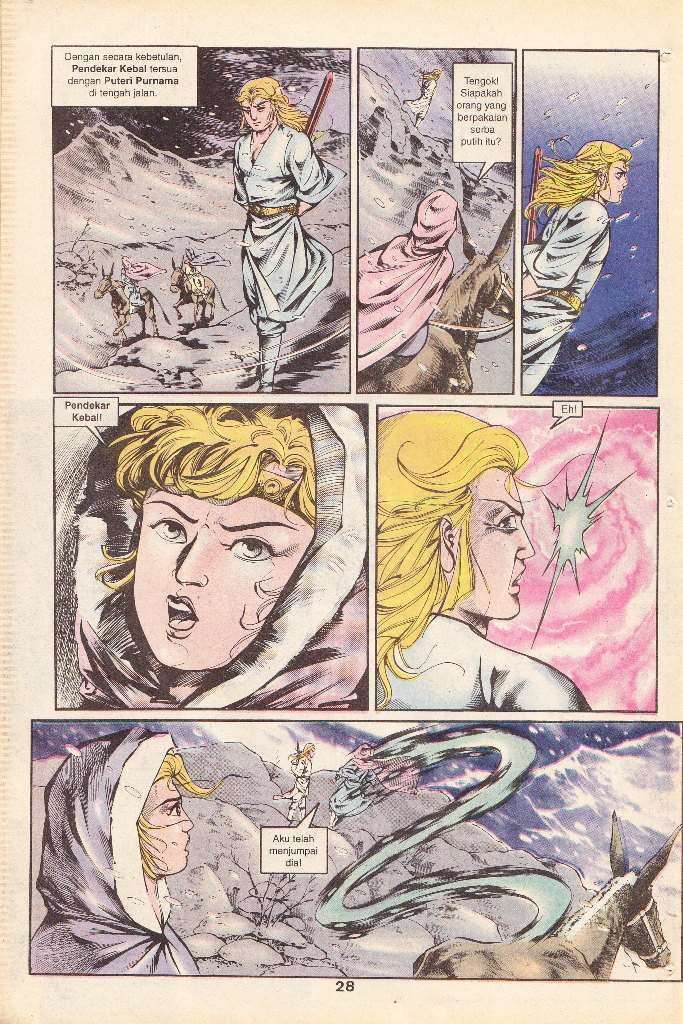 Dengan secara kebetulan,
Pendekar Kebal tersua
dengan Puteri Purnama
di tengah jalan.
Tengok!
Siapakah
orang yang
berpakaian
serba
putih itu?
Pendekar
Kebal!
Eh!
Aku telah
menjumpai
dia!
28